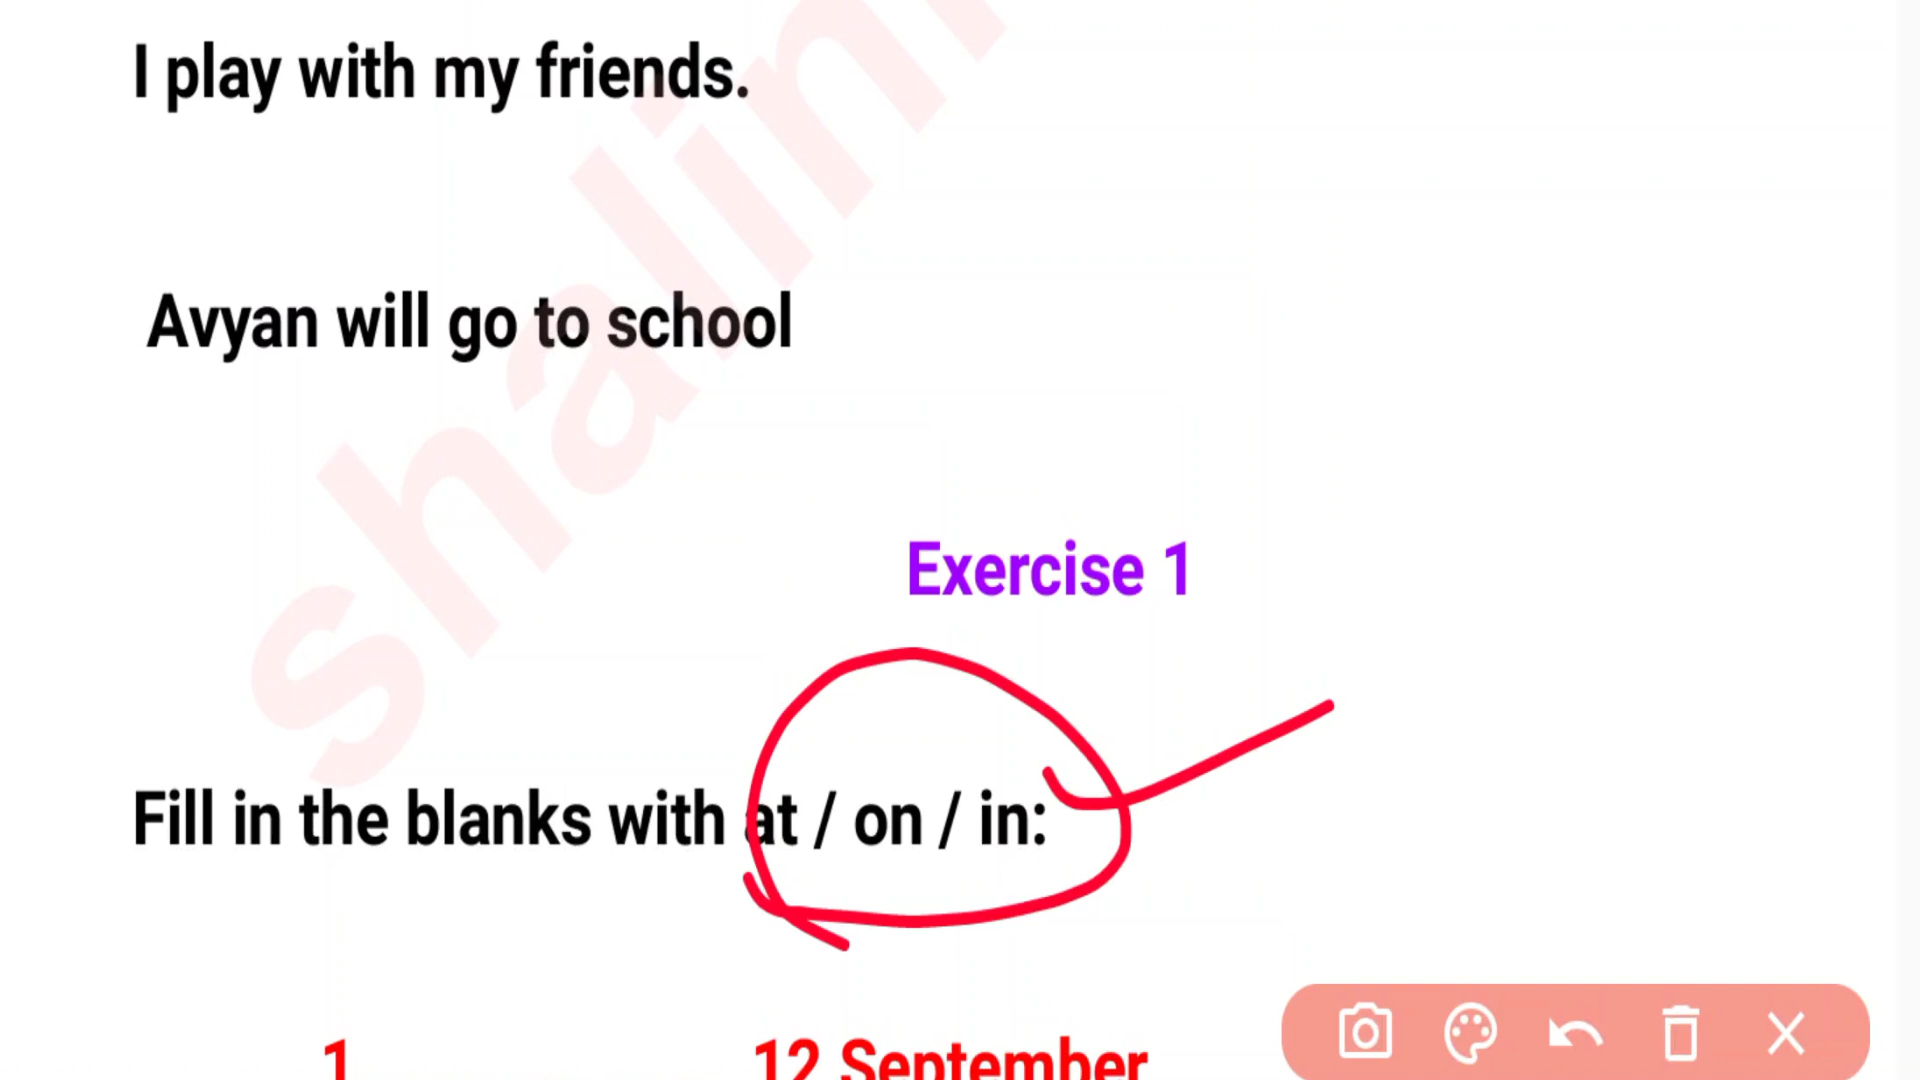 I play with my friends.
Avyan will go to school
Exercise 1
Fill in the blanks with at / on / in:
1 12 September
shalin